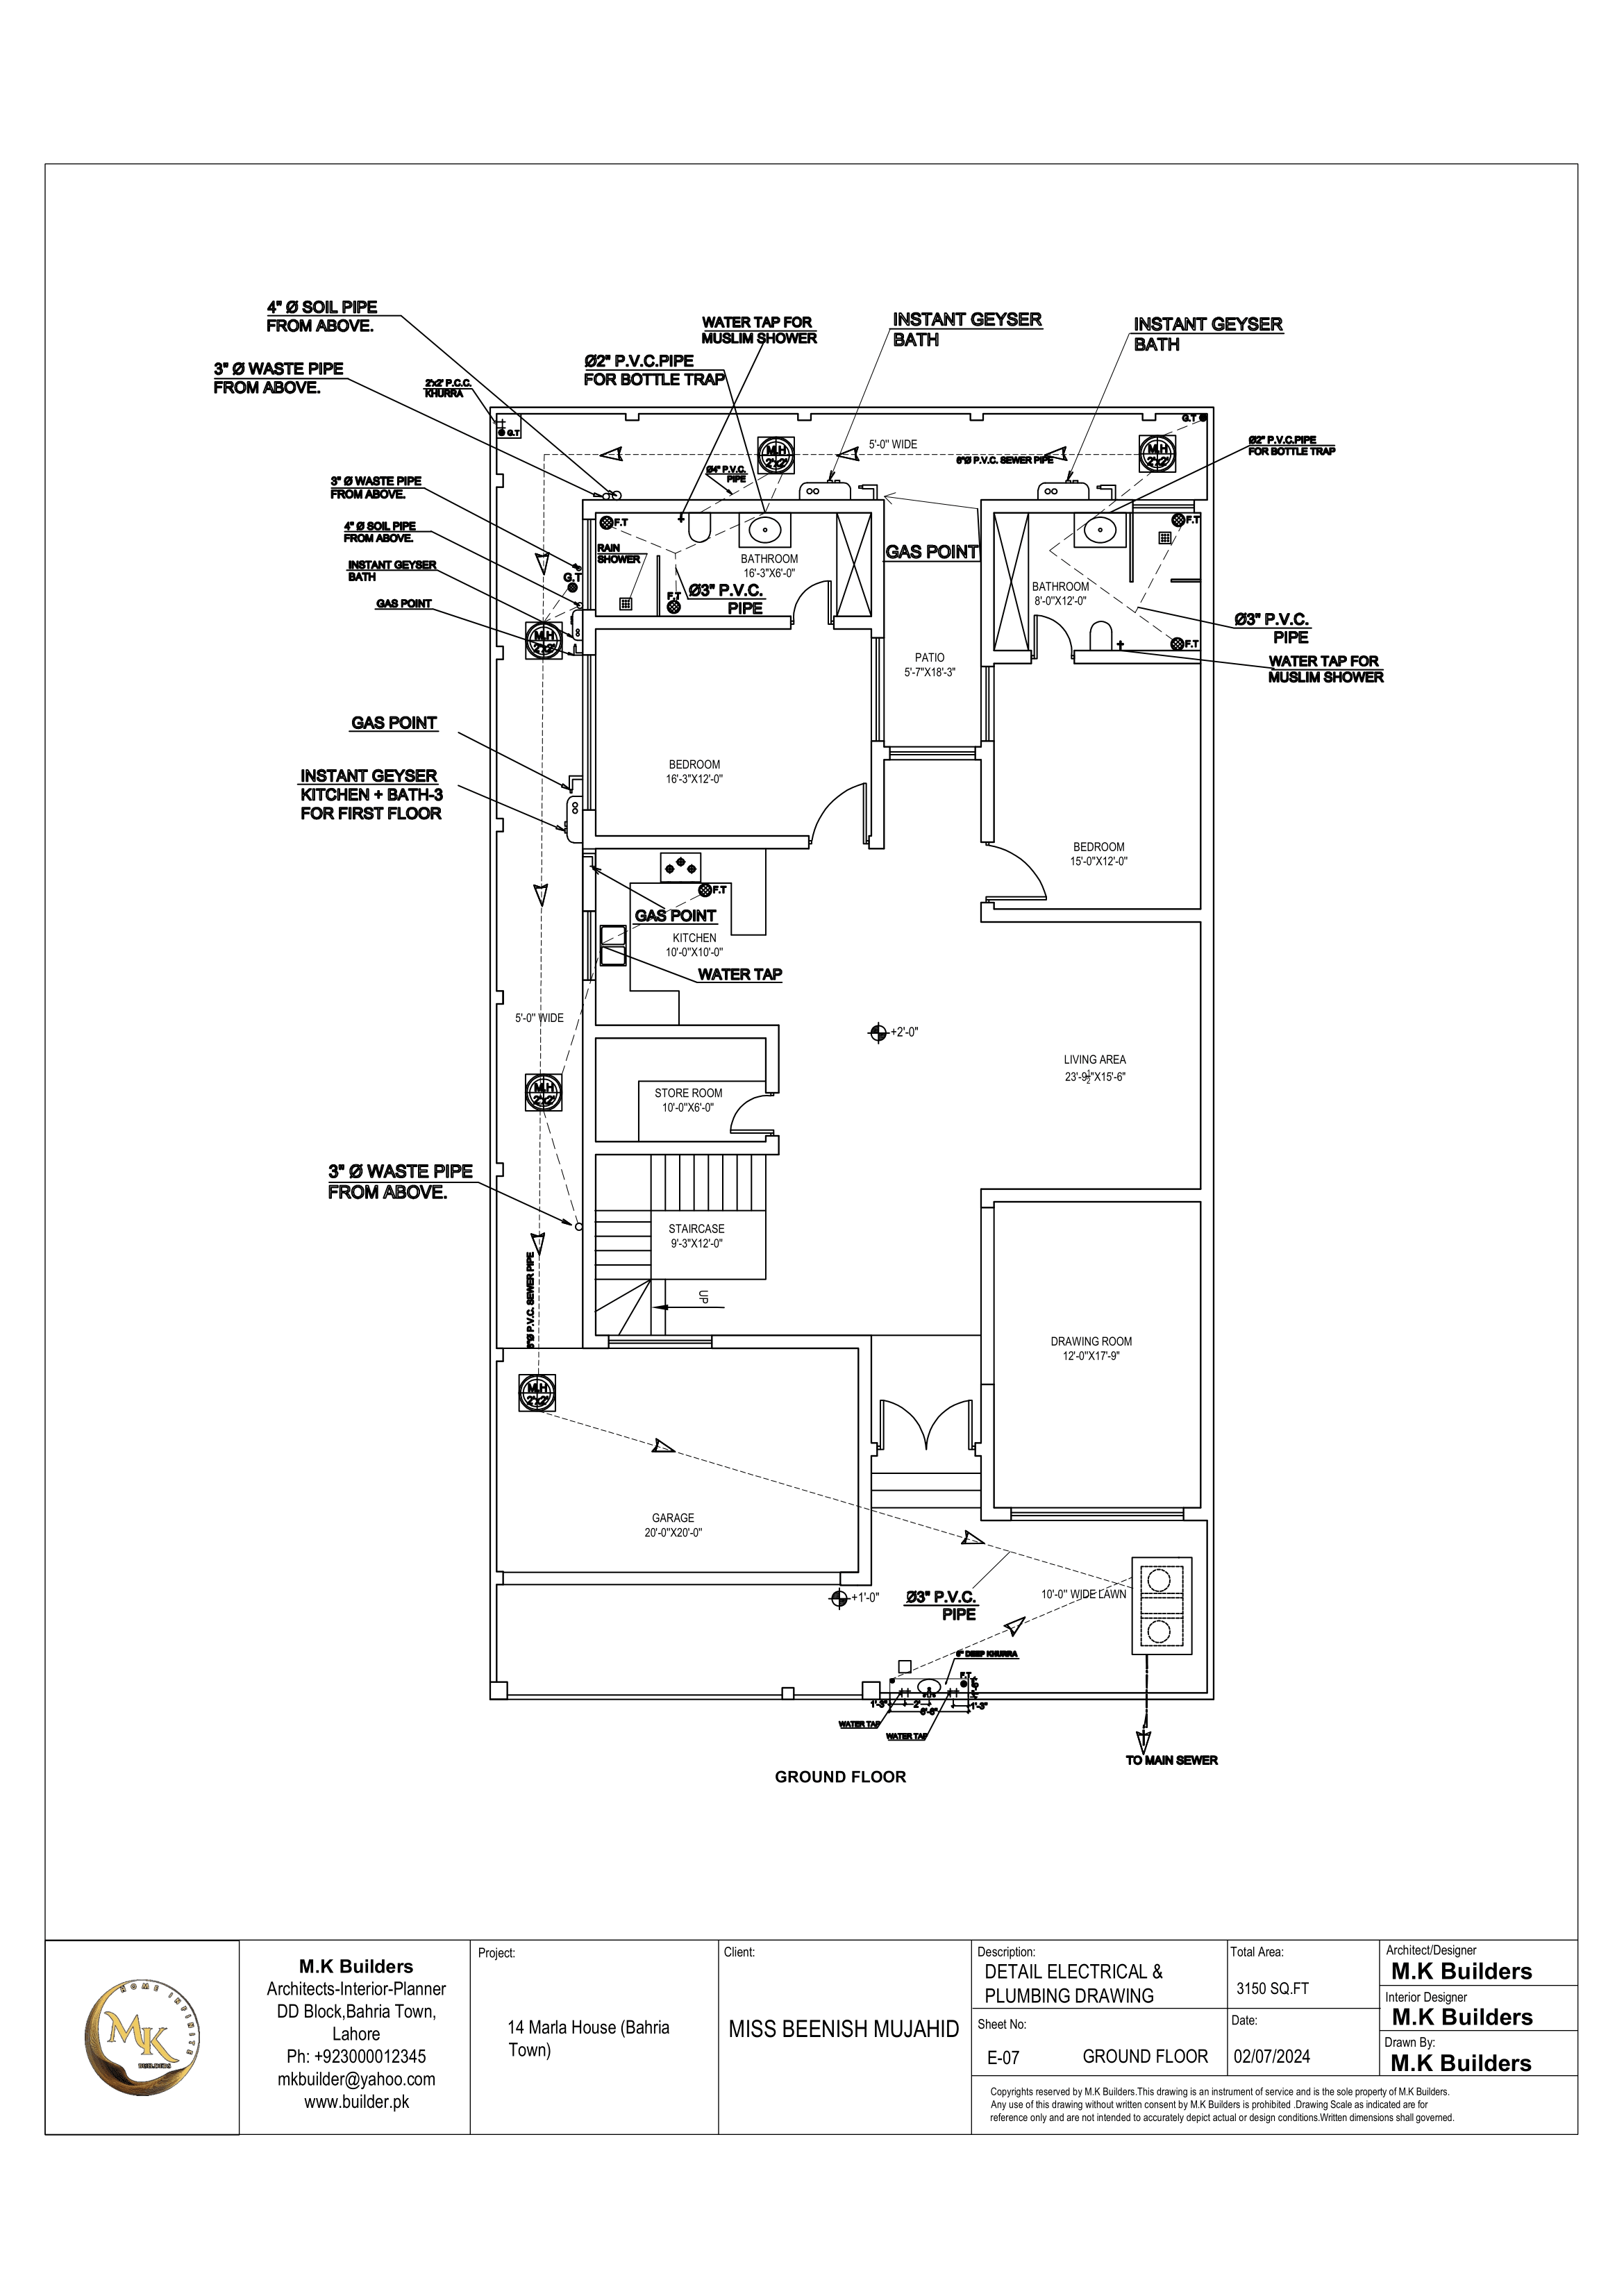 4" Ø SOIL PIPE
FROM ABOVE.
3" Ø WASTE PIPE
FROM ABOVE.
2'x2' P.C.C.
KHURRA
WATER TAP FOR
MUSLIM SHOWER
Ø2" P.V.C.PIPE
FOR BOTTLE TRAP
INSTANT GEYSER
BATH
INSTANT GEYSER
BATH
G.T
G.T
5'-0" WIDE
M.H
2'x2'
6"Ø P.V.C. SEWER PIPE
M.H
2'x2'
Ø2" P.V.C.PIPE
FOR BOTTLE TRAP
Ø4" P.V.C.
PIPE
3" Ø WASTE PIPE
FROM ABOVE.
4" Ø SOIL PIPE
FROM ABOVE.
INSTANT GEYSER
BATH
GAS POINT
G.T
M.H
2'x2'
F.T
RAIN
SHOWER
F.T
BATHROOM
16'-3"X6'-0"
Ø3" P.V.C.
PIPE
GAS POINT
F.T
BATHROOM
8'-0"X12'-0"
F.T
Ø3" P.V.C.
PIPE
WATER TAP FOR
MUSLIM SHOWER
PATIO
5'-7"X18'-3"
GAS POINT
INSTANT GEYSER
KITCHEN + BATH-3
FOR FIRST FLOOR
BEDROOM
16'-3"X12'-0"
BEDROOM
15'-0"X12'-0"
F.T
GAS POINT
KITCHEN
10'-0"X10'-0"
WATER TAP
5'-0" WIDE
+2'-0"
LIVING AREA
23'-9½"X15'-6"
M.H
2'x2'
STORE ROOM
10'-0"X6'-0"
3" Ø WASTE PIPE
FROM ABOVE.
STAIRCASE
9'-3"X12'-0"
UP
6"Ø P.V.C. SEWER PIPE
DRAWING ROOM
12'-0"X17'-9"
M.H
2'x2'
GARAGE
20'-0"X20'-0"
+1'-0"
Ø3" P.V.C.
PIPE
10'-0" WIDE LAWN
6" DEEP KHURRA
F.T
1'-6"
1'-3"
2'
1'-3"
6'-6"
WATER TAP
WATER TAP
TO MAIN SEWER
GROUND FLOOR
HOME INFINITE
MK
BUILDERS
M.K Builders
Architects-Interior-Planner
DD Block,Bahria Town,
Lahore
Ph: +923000012345
mkbuilder@yahoo.com
www.builder.pk
Project:
14 Marla House (Bahria
Town)
Client:
MISS BEENISH MUJAHID
Description:
DETAIL ELECTRICAL &
PLUMBING DRAWING
Sheet No:
E-07 GROUND FLOOR
Total Area:
3150 SQ.FT
Date:
02/07/2024
Architect/Designer
M.K Builders
Interior Designer
M.K Builders
Drawn By:
M.K Builders
Copyrights reserved by M.K Builders.This drawing is an instrument of service and is the sole property of M.K Builders.
Any use of this drawing without written consent by M.K Builders is prohibited .Drawing Scale as indicated are for
reference only and are not intended to accurately depict actual or design conditions.Written dimensions shall governed.